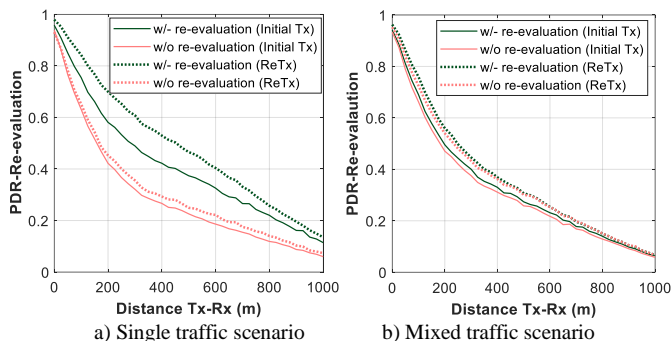 w/- re-evaluation (Initial Tx)
w/o re-evaluation (Initial Tx)
w/- re-evaluation (ReTx)
w/o re-evaluation (ReTx)
PDR-Re-evaluation
1
0.8
0.6
0.4
0.2
0
0 200 400 600 800 1000
Distance Tx-Rx (m)
a) Single traffic scenario
w/- re-evaluation (Initial Tx)
w/o re-evaluation (Initial Tx)
w/- re-evaluation (ReTx)
w/o re-evaluation (ReTx)
PDR-Re-evaluation
1
0.8
0.6
0.4
0.2
0
0 200 400 600 800 1000
Distance Tx-Rx (m)
b) Mixed traffic scenario